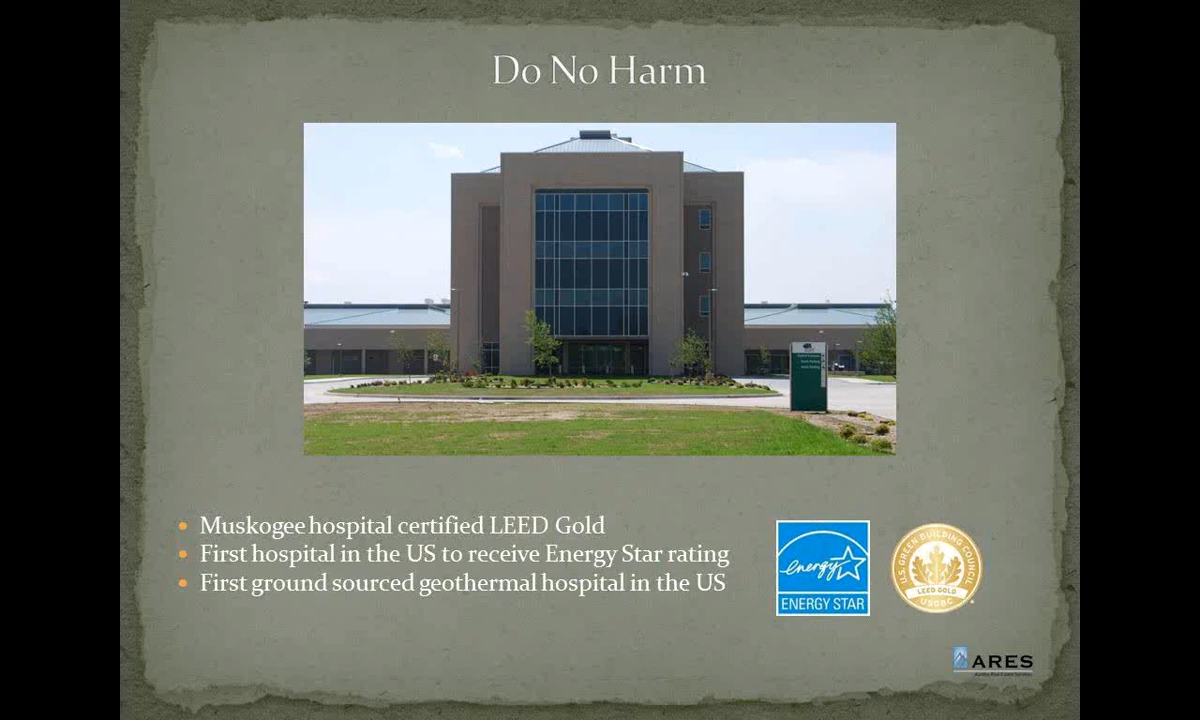 Do No Harm
Muskogee hospital certified LEED Gold
First hospital in the US to receive Energy Star rating
First ground sourced geothermal hospital in the US
energy
ENERGY STAR
U.S. GREEN BUILDING COUNCIL
LEED GOLD
USGBC
ARES